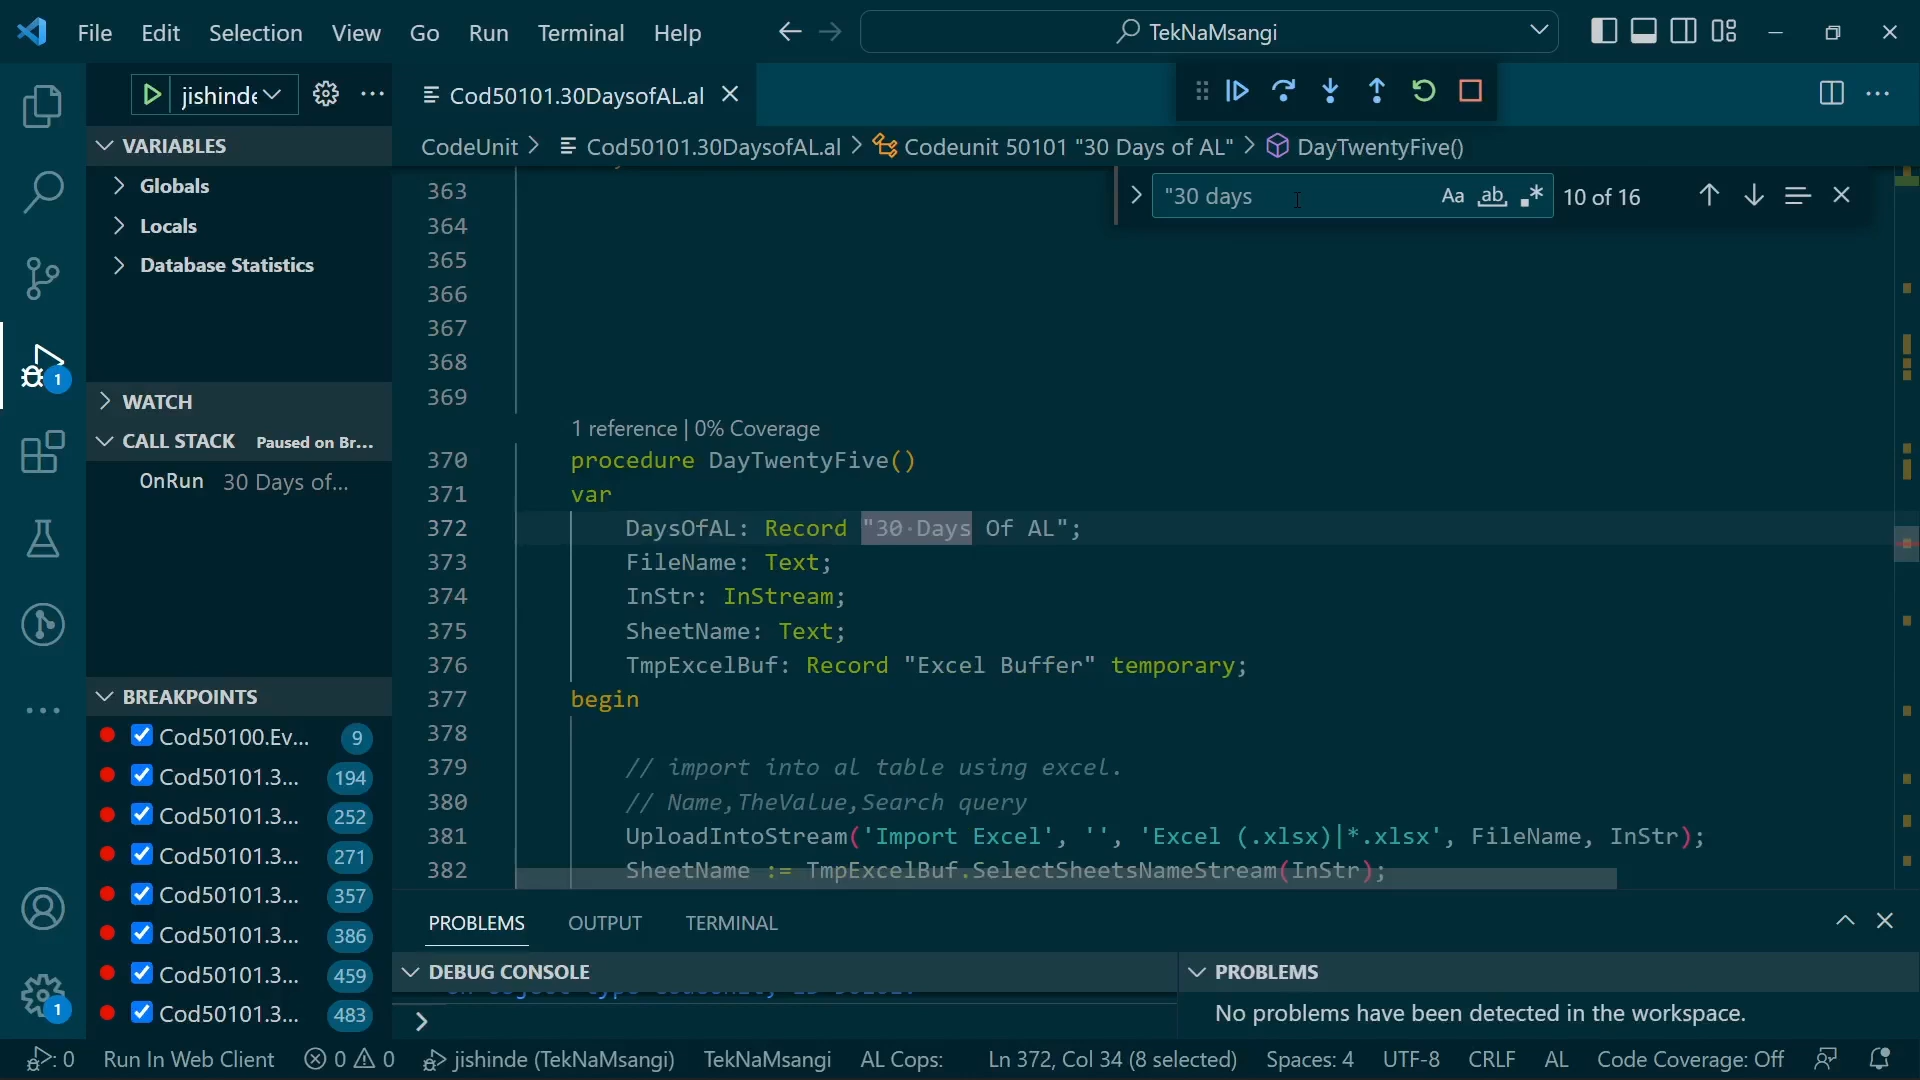 File Edit Selection View Go Run Terminal Help
TekNaMsangi
jishinde
Cod50101.30DaysofAL.al
CodeUnit > Cod50101.30DaysofAL.al > Codeunit 50101 "30 Days of AL" > DayTwentyFive()
VARIABLES
Globals
Locals
Database Statistics
WATCH
CALL STACK Paused on Br...
OnRun 30 Days of...
BREAKPOINTS
Cod50100.Ev... 9
Cod50101.3... 194
Cod50101.3... 252
Cod50101.3... 271
Cod50101.3... 357
Cod50101.3... 386
Cod50101.3... 459
Cod50101.3... 483
1
1
"30 days Aa ab .* 10 of 16
363
364
365
366
367
368
369
1 reference | 0% Coverage
370 procedure DayTwentyFive()
371 var
372 DaysOfAL: Record "30·Days Of AL";
373 FileName: Text;
374 InStr: InStream;
375 SheetName: Text;
376 TmpExcelBuf: Record "Excel Buffer" temporary;
377 begin
378
379 // import into al table using excel.
380 // Name,TheValue,Search query
381 UploadIntoStream('Import Excel', '', 'Excel (.xlsx)|*.xlsx', FileName, InStr);
382 SheetName := TmpExcelBuf.SelectSheetsNameStream(InStr);
PROBLEMS OUTPUT TERMINAL
DEBUG CONSOLE
PROBLEMS
No problems have been detected in the workspace.
0 Run In Web Client 0 0 jishinde (TekNaMsangi) TekNaMsangi AL Cops: Ln 372, Col 34 (8 selected) Spaces: 4 UTF-8 CRLF AL Code Coverage: Off